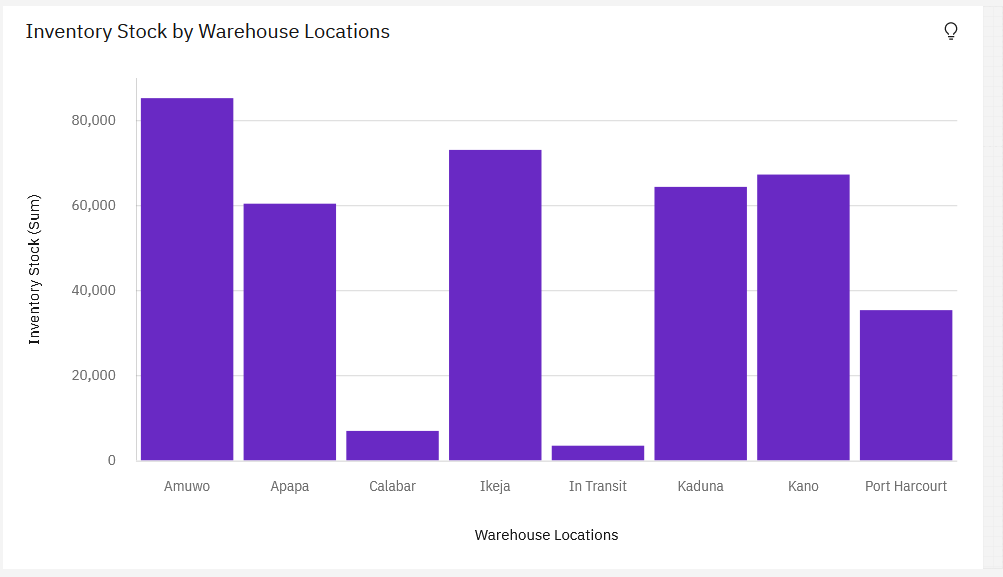 Inventory Stock by Warehouse Locations
Inventory Stock (Sum)
80,000
60,000
40,000
20,000
0
Amuwo
Apapa
Calabar
Ikeja
In Transit
Kaduna
Kano
Port Harcourt
Warehouse Locations